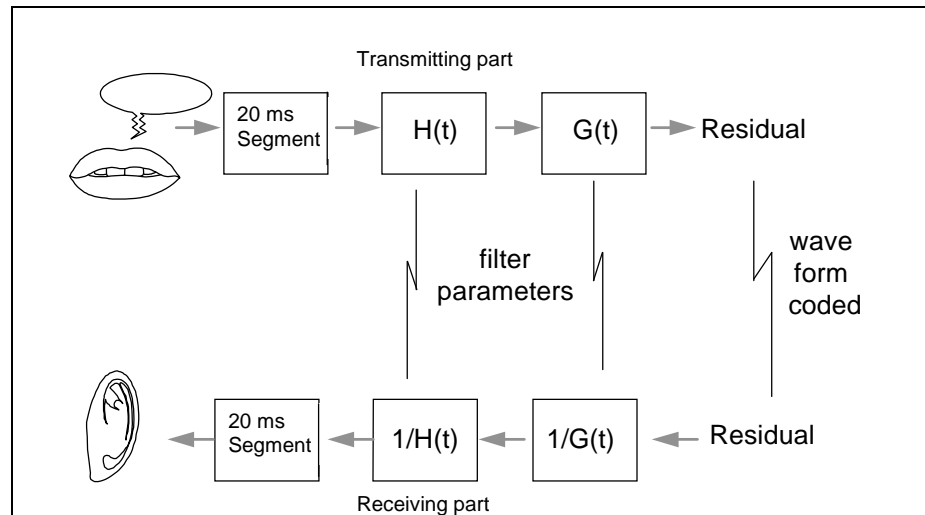 Transmitting part
20 ms
Segment
H(t)
G(t)
Residual
filter
parameters
wave
form
coded
20 ms
Segment
1/H(t)
1/G(t)
Residual
Receiving part